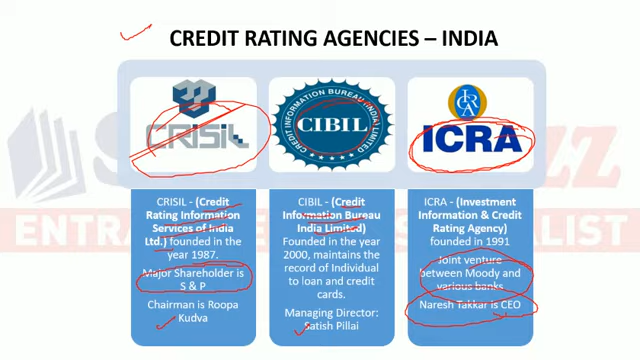 CREDIT RATING AGENCIES – INDIA
CRISIL
CREDIT INFORMATION BUREAU (INDIA) LIMITED
CIBIL
ICRA
ICRA
CRISIL - (Credit
Rating Information
Services of India
Ltd.) founded in the
year 1987.
Major Shareholder is
S & P
Chairman is Roopa
Kudva
CIBIL - (Credit
Information Bureau
India Limited)
Founded in the year
2000, maintains the
record of Individual
to loan and credit
cards.
Managing Director:
Satish Pillai
ICRA - (Investment
Information & Credit
Rating Agency)
founded in 1991
Joint venture
between Moody and
various banks
Naresh Takkar is CEO